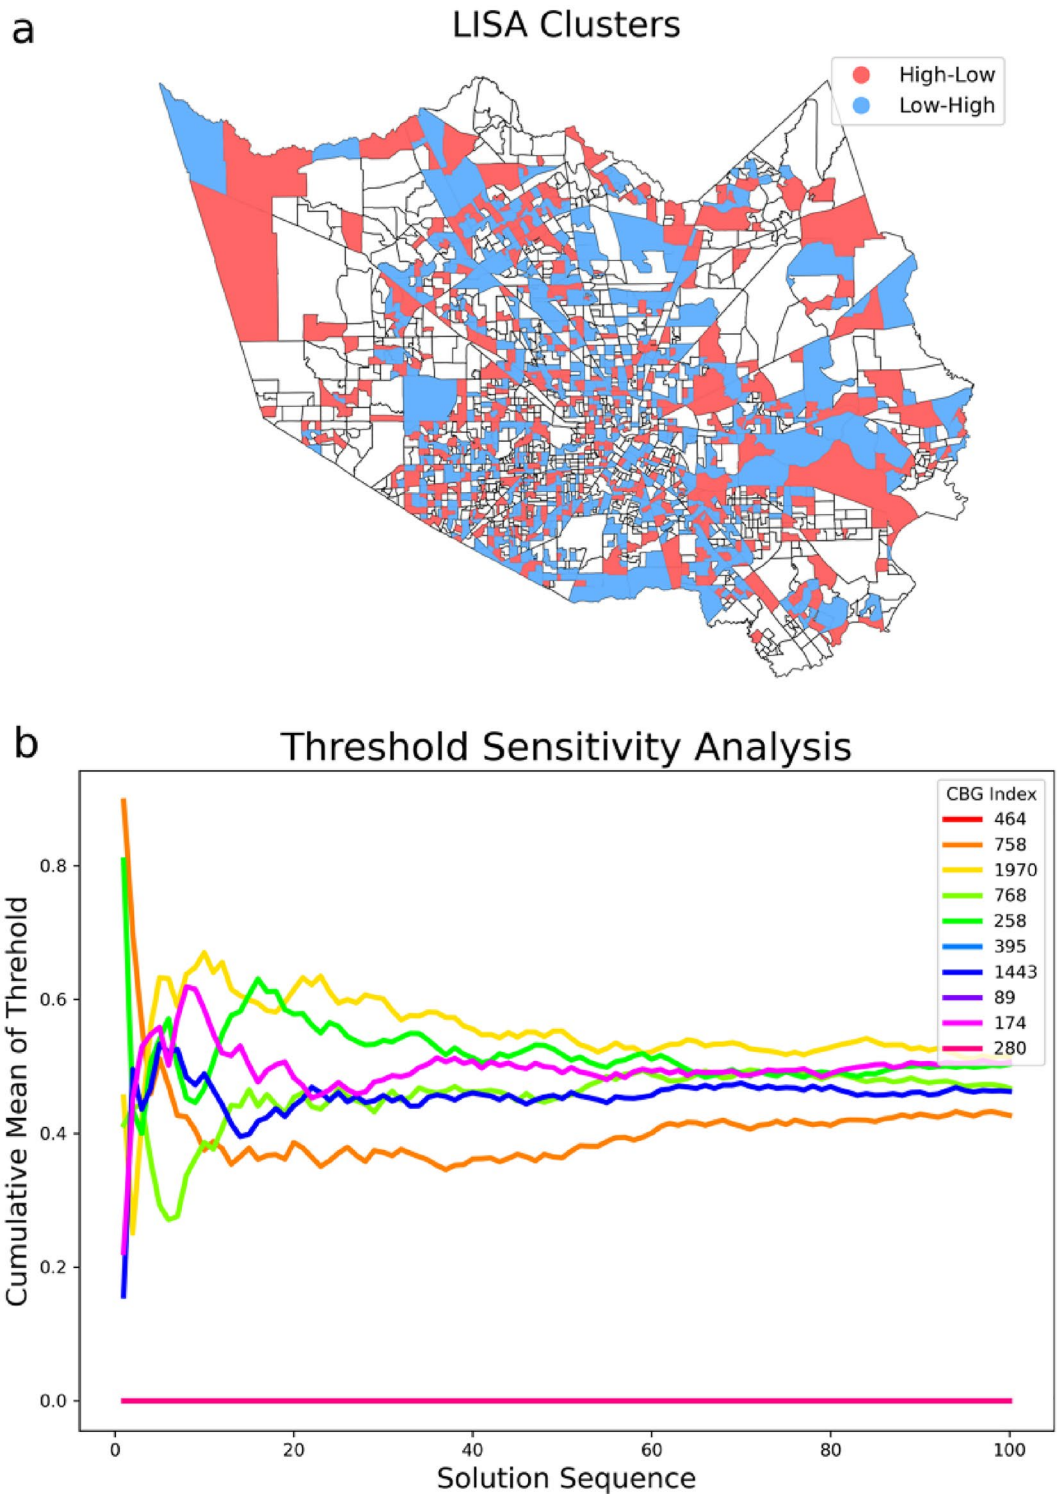 a
LISA Clusters
High-Low
Low-High
b
Threshold Sensitivity Analysis
CBG Index
464
758
1970
768
258
395
1443
89
174
280
0.8
0.6
0.4
0.2
0.0
Cumulative Mean of Threhold
0 20 40 60 80 100
Solution Sequence